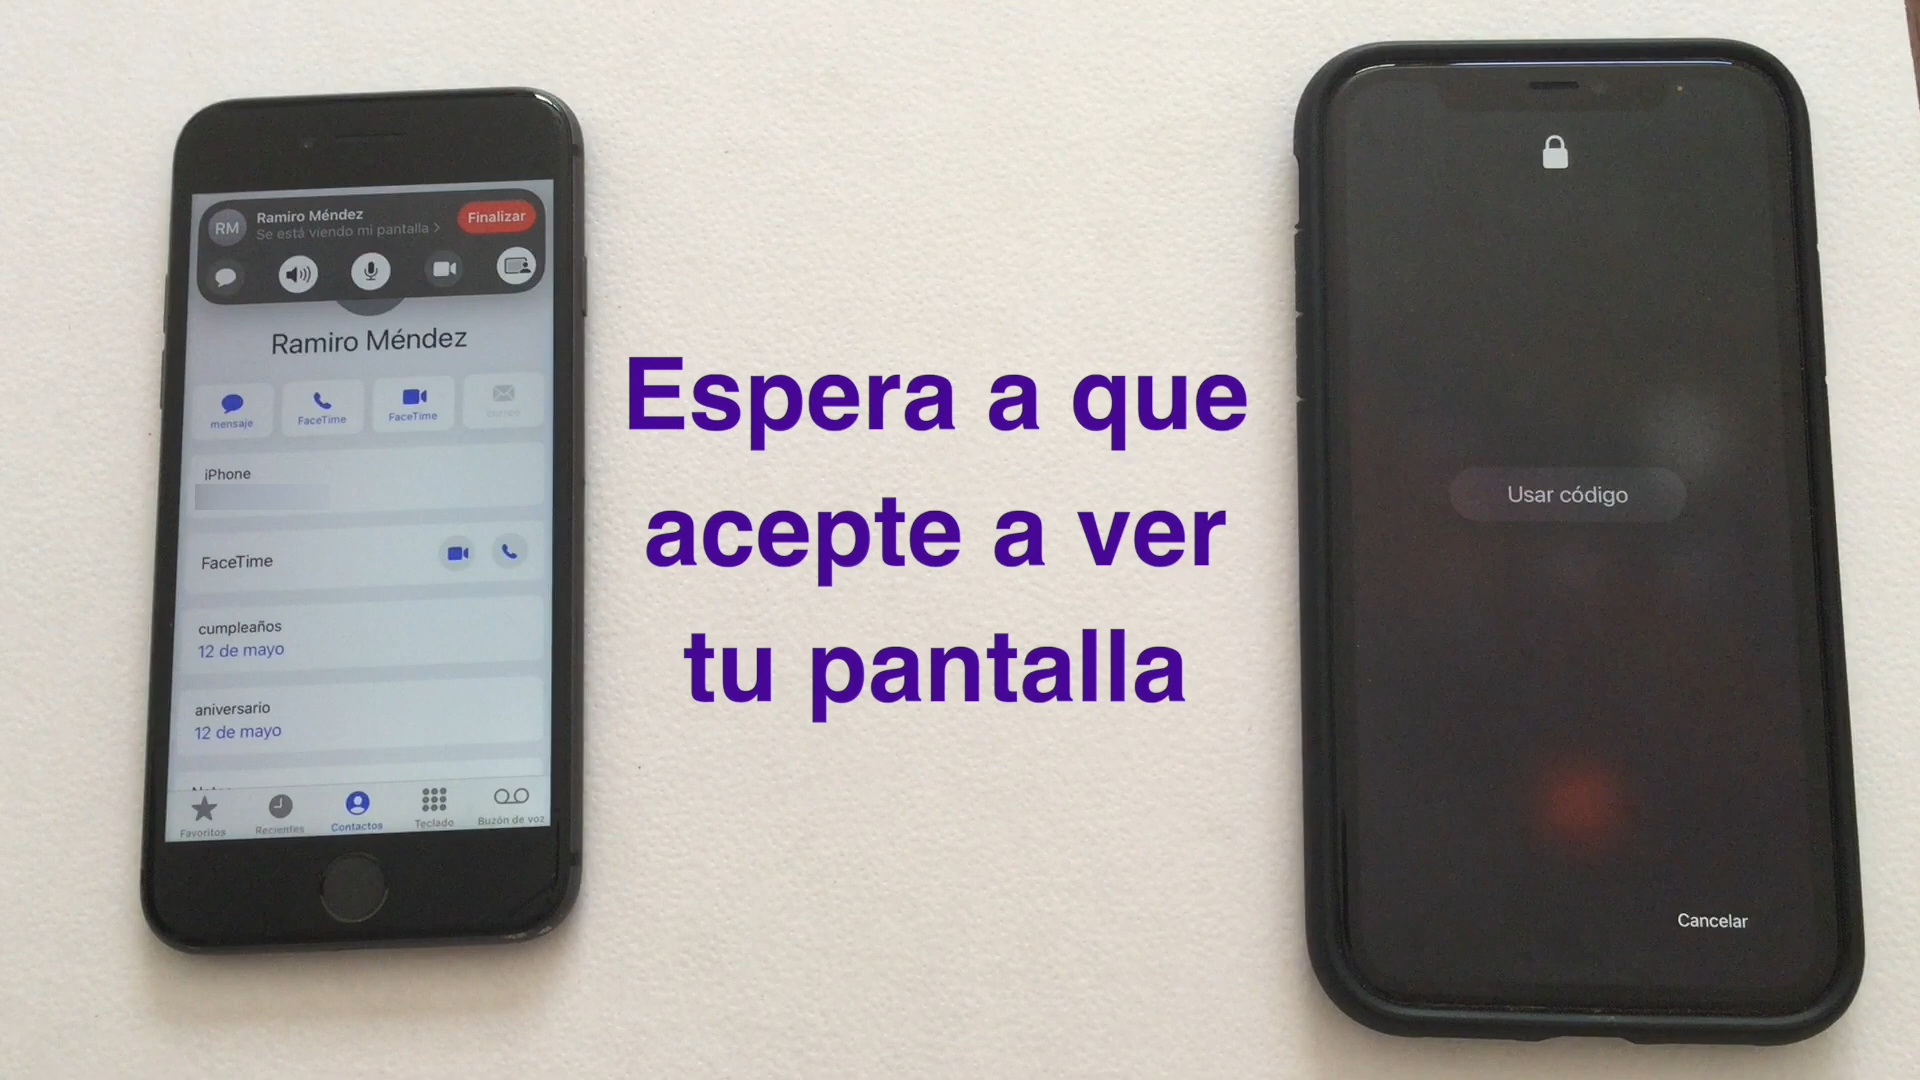 RM
Ramiro Méndez
Se está viendo mi pantalla >
Finalizar
Ramiro Méndez
mensaje
FaceTime
FaceTime
correo
iPhone
FaceTime
cumpleaños
12 de mayo
aniversario
12 de mayo
Favoritos
Recientes
Contactos
Teclado
Buzón de voz
Espera a que
acepte a ver
tu pantalla
Usar código
Cancelar